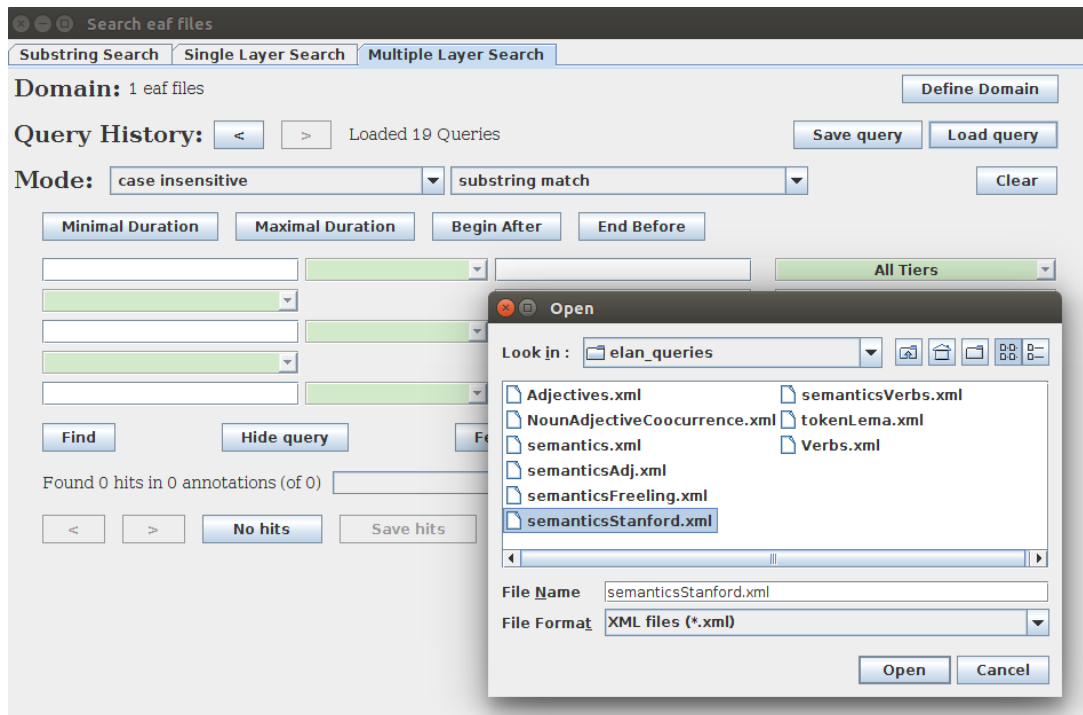 Search eaf files
Substring Search Single Layer Search Multiple Layer Search
Domain: 1 eaf files Define Domain
Query History: < > Loaded 19 Queries Save query Load query
Mode: case insensitive substring match Clear
Minimal Duration Maximal Duration Begin After End Before
All Tiers
Find Hide query Fe
Found 0 hits in 0 annotations (of 0)
< > No hits Save hits
Open
Look in : elan_queries
Adjectives.xml semanticsVerbs.xml
NounAdjectiveCoocurrence.xml tokenLema.xml
semantics.xml Verbs.xml
semanticsAdj.xml
semanticsFreeling.xml
semanticsStanford.xml
File Name semanticsStanford.xml
File Format XML files (*.xml)
Open Cancel